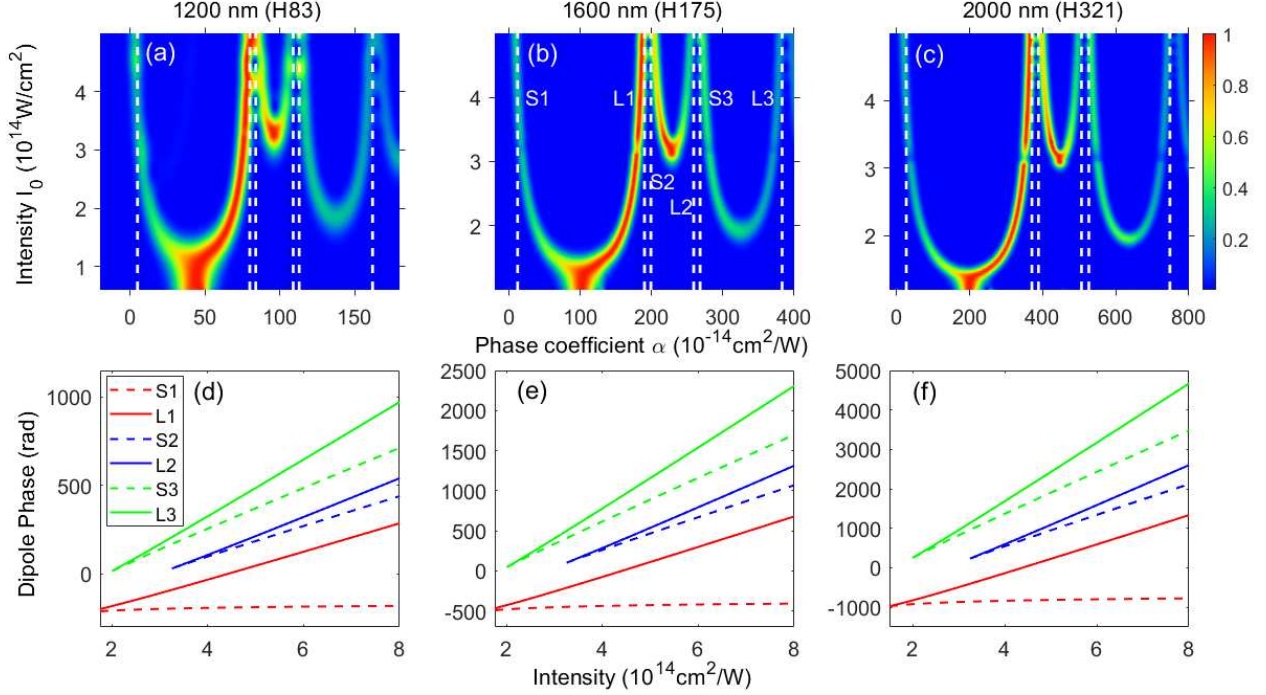 1200 nm (H83)
1600 nm (H175)
2000 nm (H321)
(a)
(b)
(c)
S1
L1
S2
L2
S3
L3
Intensity I0 (10^14W/cm^2)
4
3
2
1
0
50
100
150
4
3
2
0
100
200
300
400
4
3
2
0
200
400
600
800
1
0.8
0.6
0.4
0.2
Phase coefficient α (10^-14cm^2/W)
(d)
(e)
(f)
S1
L1
S2
L2
S3
L3
Dipole Phase (rad)
1000
500
0
2
4
6
8
2500
2000
1500
1000
500
0
-500
2
4
6
8
5000
4000
3000
2000
1000
0
-1000
2
4
6
8
Intensity (10^14cm^2/W)